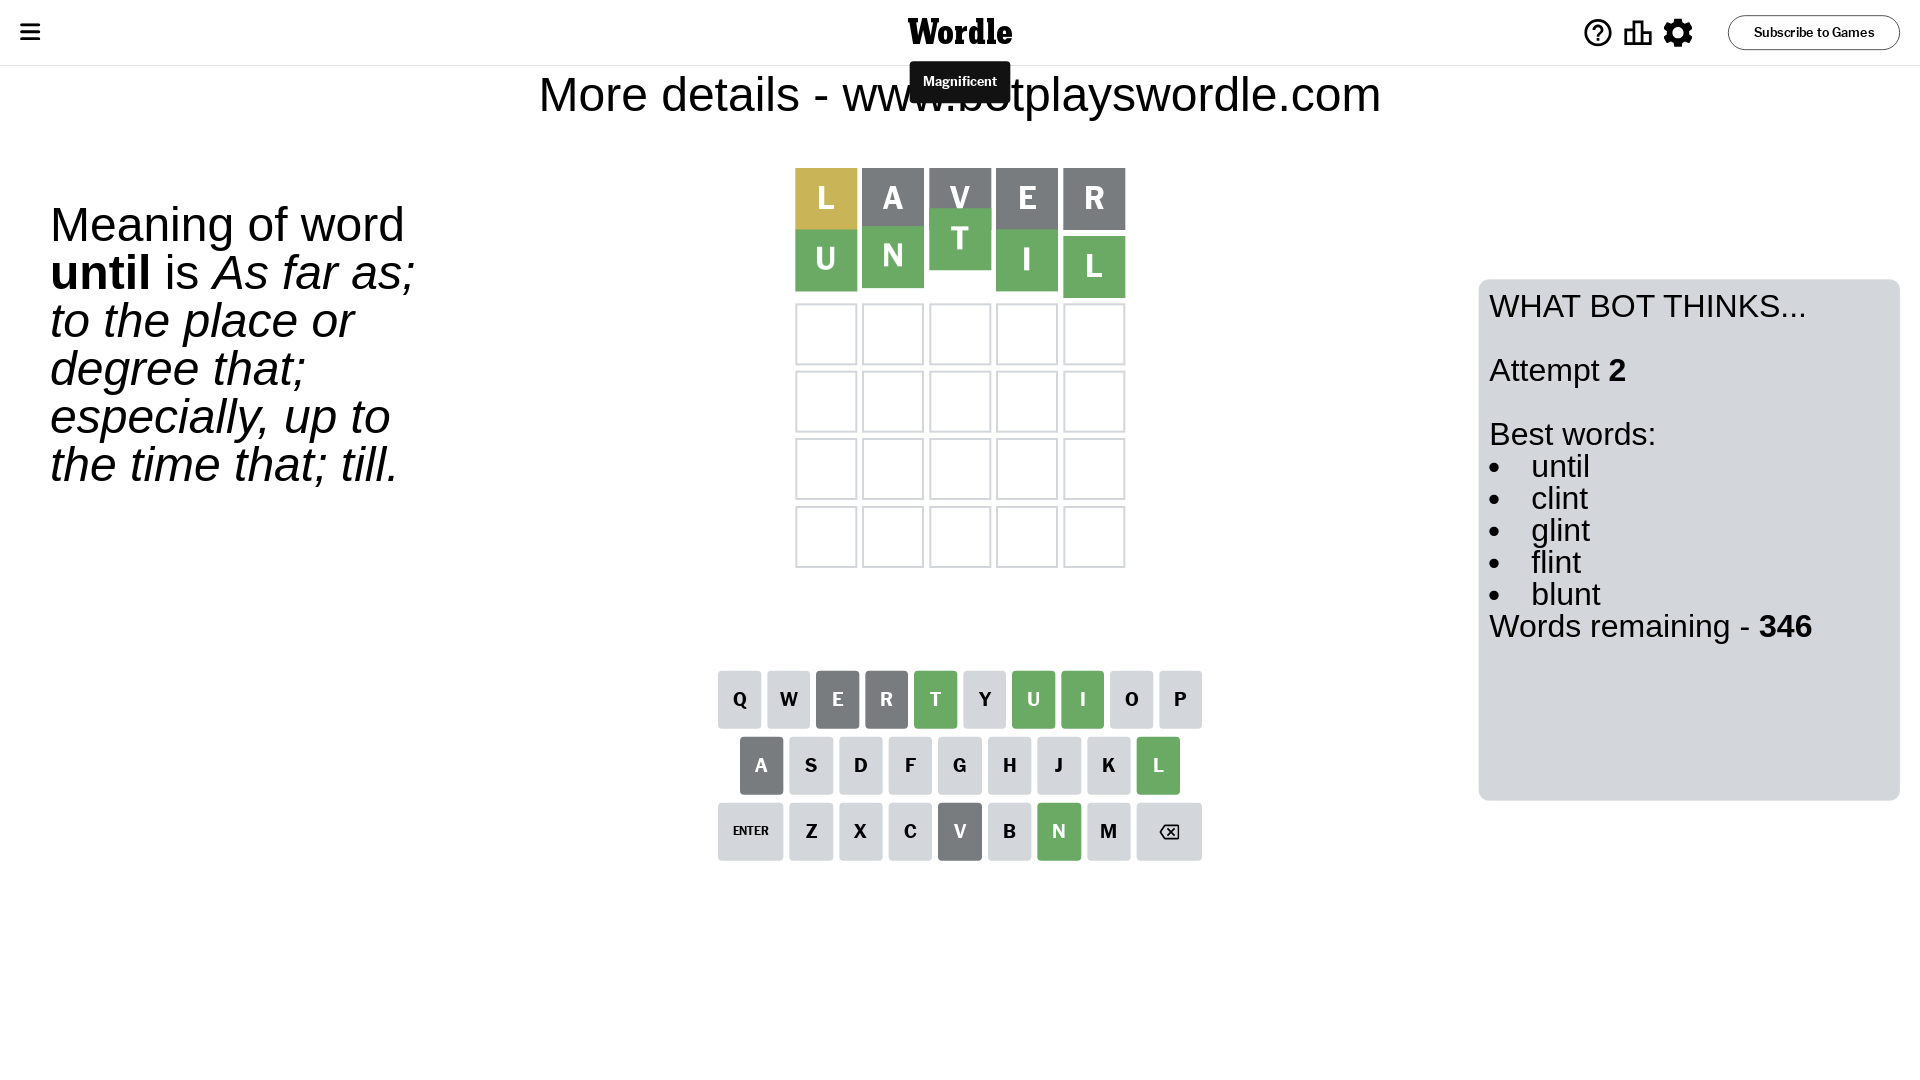 Wordle
Subscribe to Games
Magnificent
More details - www.botplayswordle.com
Meaning of word
until is As far as;
to the place or
degree that;
especially, up to
the time that; till.
L A V E R
U N T I L
WHAT BOT THINKS...
Attempt 2
Best words:
• until
• clint
• glint
• flint
• blunt
Words remaining - 346
Q W E R T Y U I O P
A S D F G H J K L
ENTER Z X C V B N M